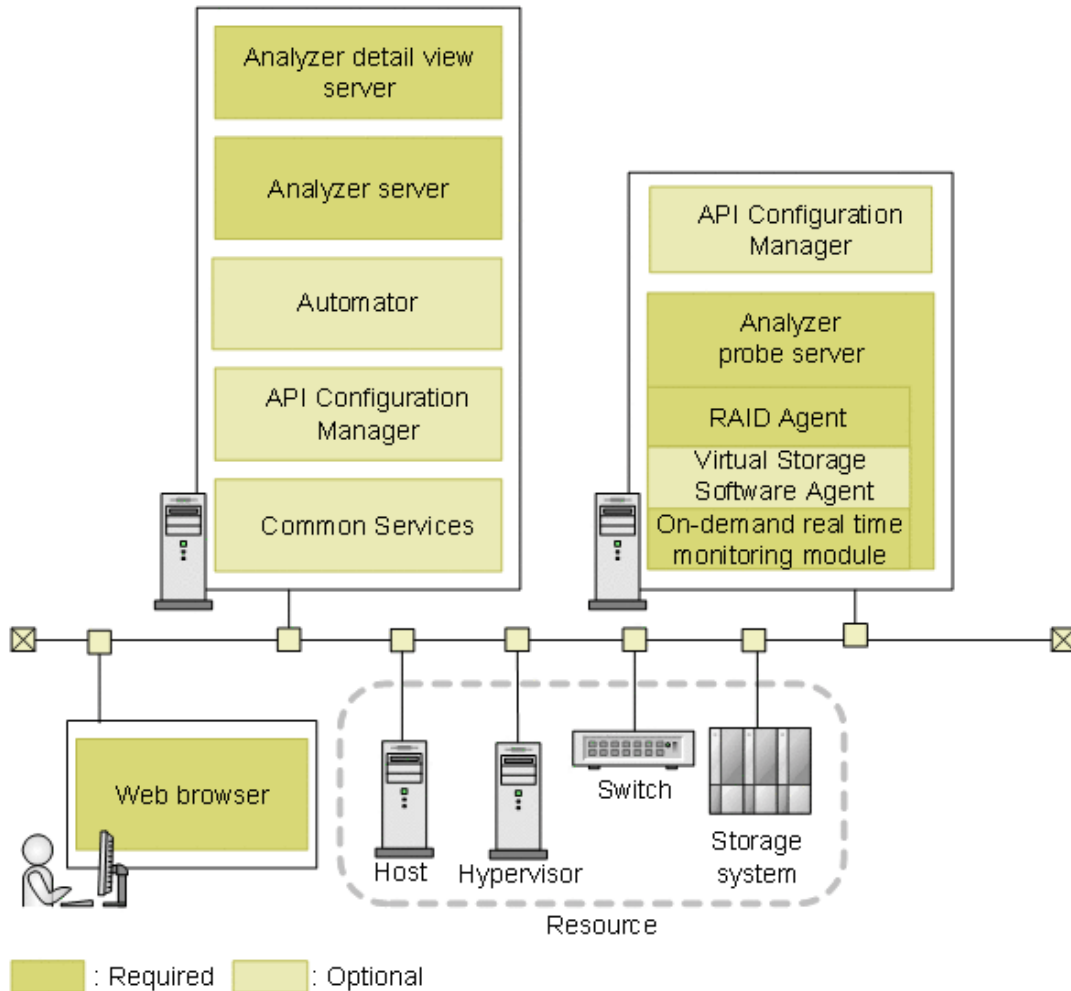 Analyzer detail view
server
Analyzer server
Automator
API Configuration
Manager
Common Services
API Configuration
Manager
Analyzer
probe server
RAID Agent
Virtual Storage
Software Agent
On-demand real time
monitoring module
Web browser
Host
Hypervisor
Switch
Storage
system
Resource
: Required
: Optional